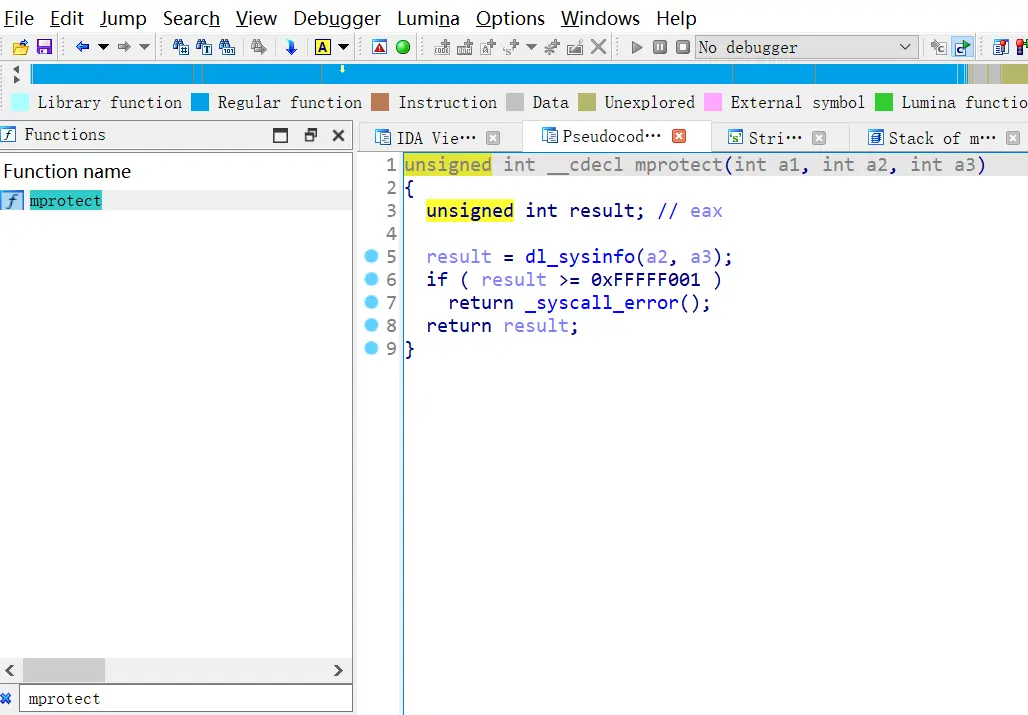 File Edit Jump Search View Debugger Lumina Options Windows Help
No debugger
Library function Regular function Instruction Data Unexplored External symbol Lumina functio
Functions
IDA Vie··· Pseudocod··· Stri··· Stack of m···
Function name
mprotect
1 unsigned int __cdecl mprotect(int a1, int a2, int a3)
2 {
3 unsigned int result; // eax
4
5 result = dl_sysinfo(a2, a3);
6 if ( result >= 0xFFFFF001 )
7 return _syscall_error();
8 return result;
9 }
mprotect